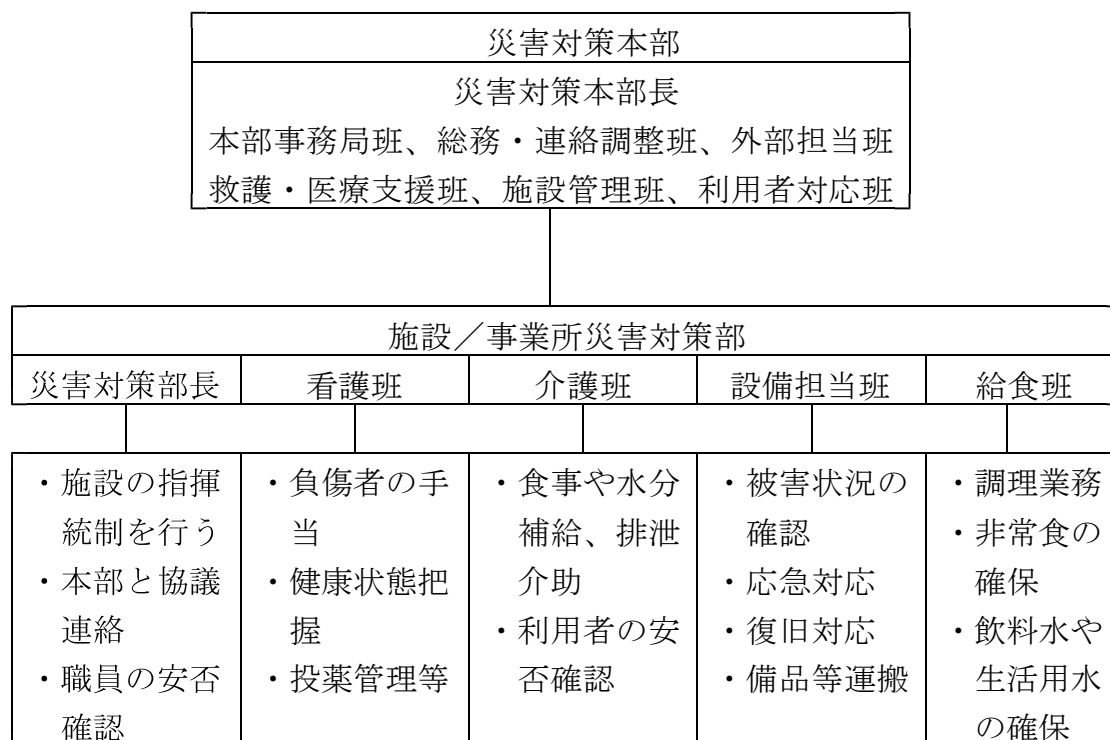 災害対策本部
災害対策本部長
本部事務局班、総務・連絡調整班、外部担当班
救護・医療支援班、施設管理班、利用者対応班
施設／事業所災害対策部
災害対策部長
看護班
介護班
設備担当班
給食班
・施設の指揮
統制を行う
・本部と協議
連絡
・職員の安否
確認
・負傷者の手
当
・健康状態把
握
・投薬管理等
・食事や水分
補給、排泄
介助
・利用者の安
否確認
・被害状況の
確認
・応急対応
・復旧対応
・備品等運搬
・調理業務
・非常食の
確保
・飲料水や
生活用水
の確保